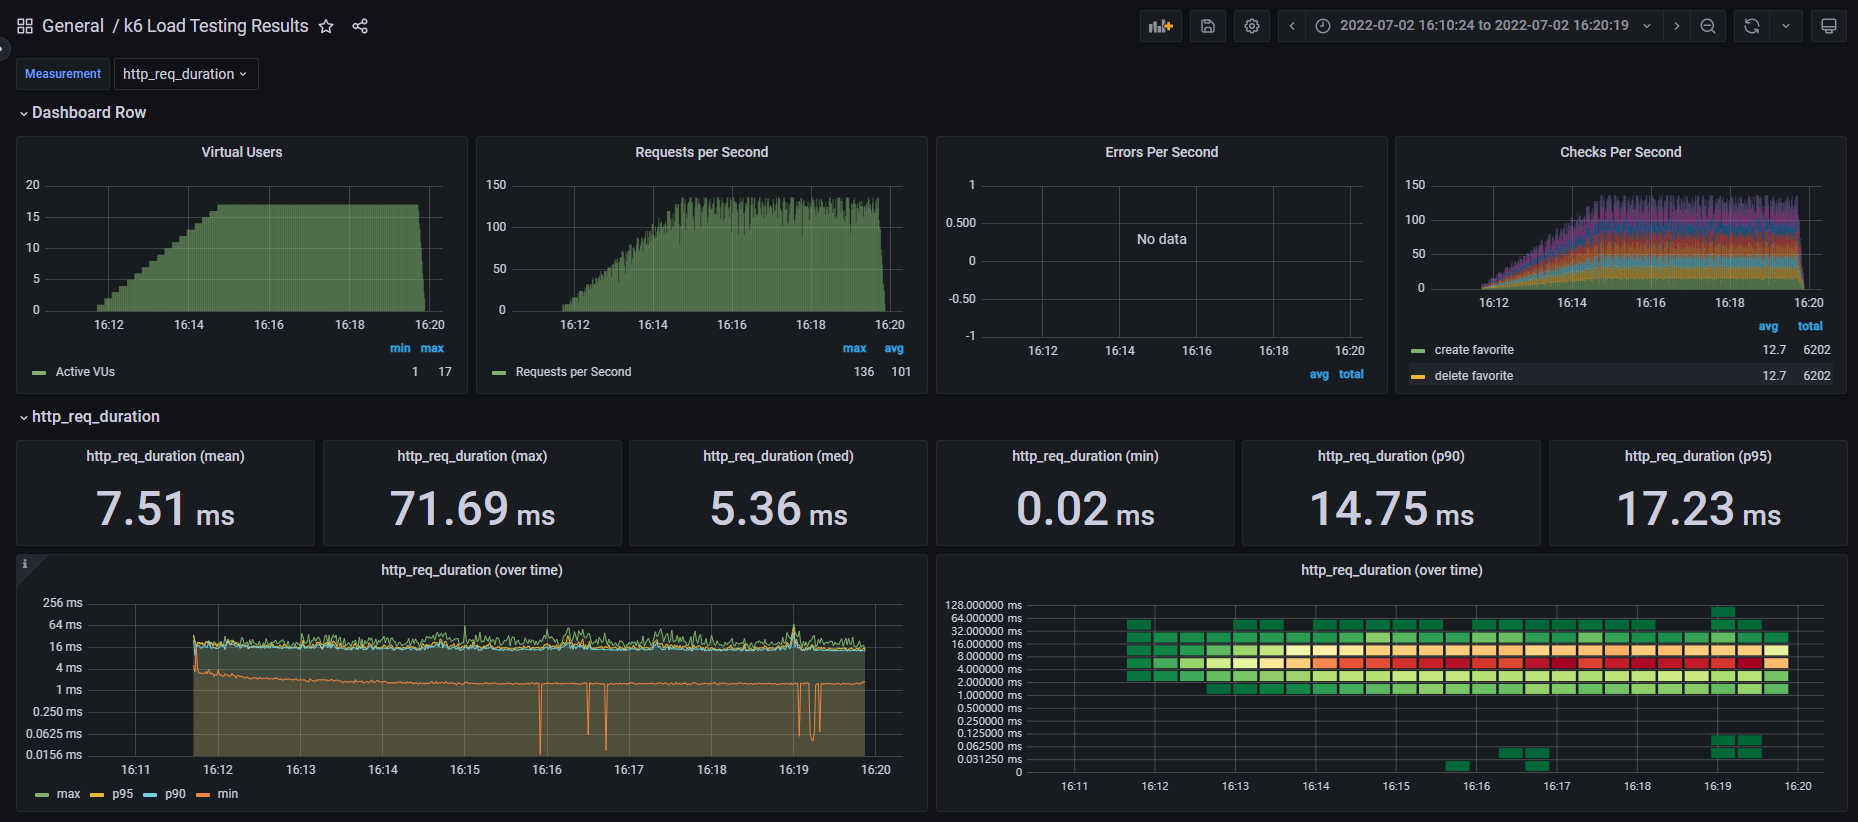 General / k6 Load Testing Results
2022-07-02 16:10:24 to 2022-07-02 16:20:19
Measurement http_req_duration
Dashboard Row
Virtual Users
20
15
10
5
0
16:12 16:14 16:16 16:18 16:20
min max
Active VUs 1 17
Requests per Second
150
100
50
0
16:12 16:14 16:16 16:18 16:20
max avg
Requests per Second 136 101
Errors Per Second
1
0.500
0
-0.50
-1
No data
16:12 16:14 16:16 16:18 16:20
avg total
Checks Per Second
150
100
50
0
16:12 16:14 16:16 16:18 16:20
avg total
create favorite 12.7 6202
delete favorite 12.7 6202
http_req_duration
http_req_duration (mean)
7.51 ms
http_req_duration (max)
71.69 ms
http_req_duration (med)
5.36 ms
http_req_duration (min)
0.02 ms
http_req_duration (p90)
14.75 ms
http_req_duration (p95)
17.23 ms
i
http_req_duration (over time)
256 ms
64 ms
16 ms
4 ms
1 ms
0.250 ms
0.0625 ms
0.0156 ms
16:11 16:12 16:13 16:14 16:15 16:16 16:17 16:18 16:19 16:20
max p95 p90 min
http_req_duration (over time)
128.000000 ms
64.000000 ms
32.000000 ms
16.000000 ms
8.000000 ms
4.000000 ms
2.000000 ms
1.000000 ms
0.500000 ms
0.250000 ms
0.125000 ms
0.062500 ms
0.031250 ms
0
16:11 16:12 16:13 16:14 16:15 16:16 16:17 16:18 16:19 16:20